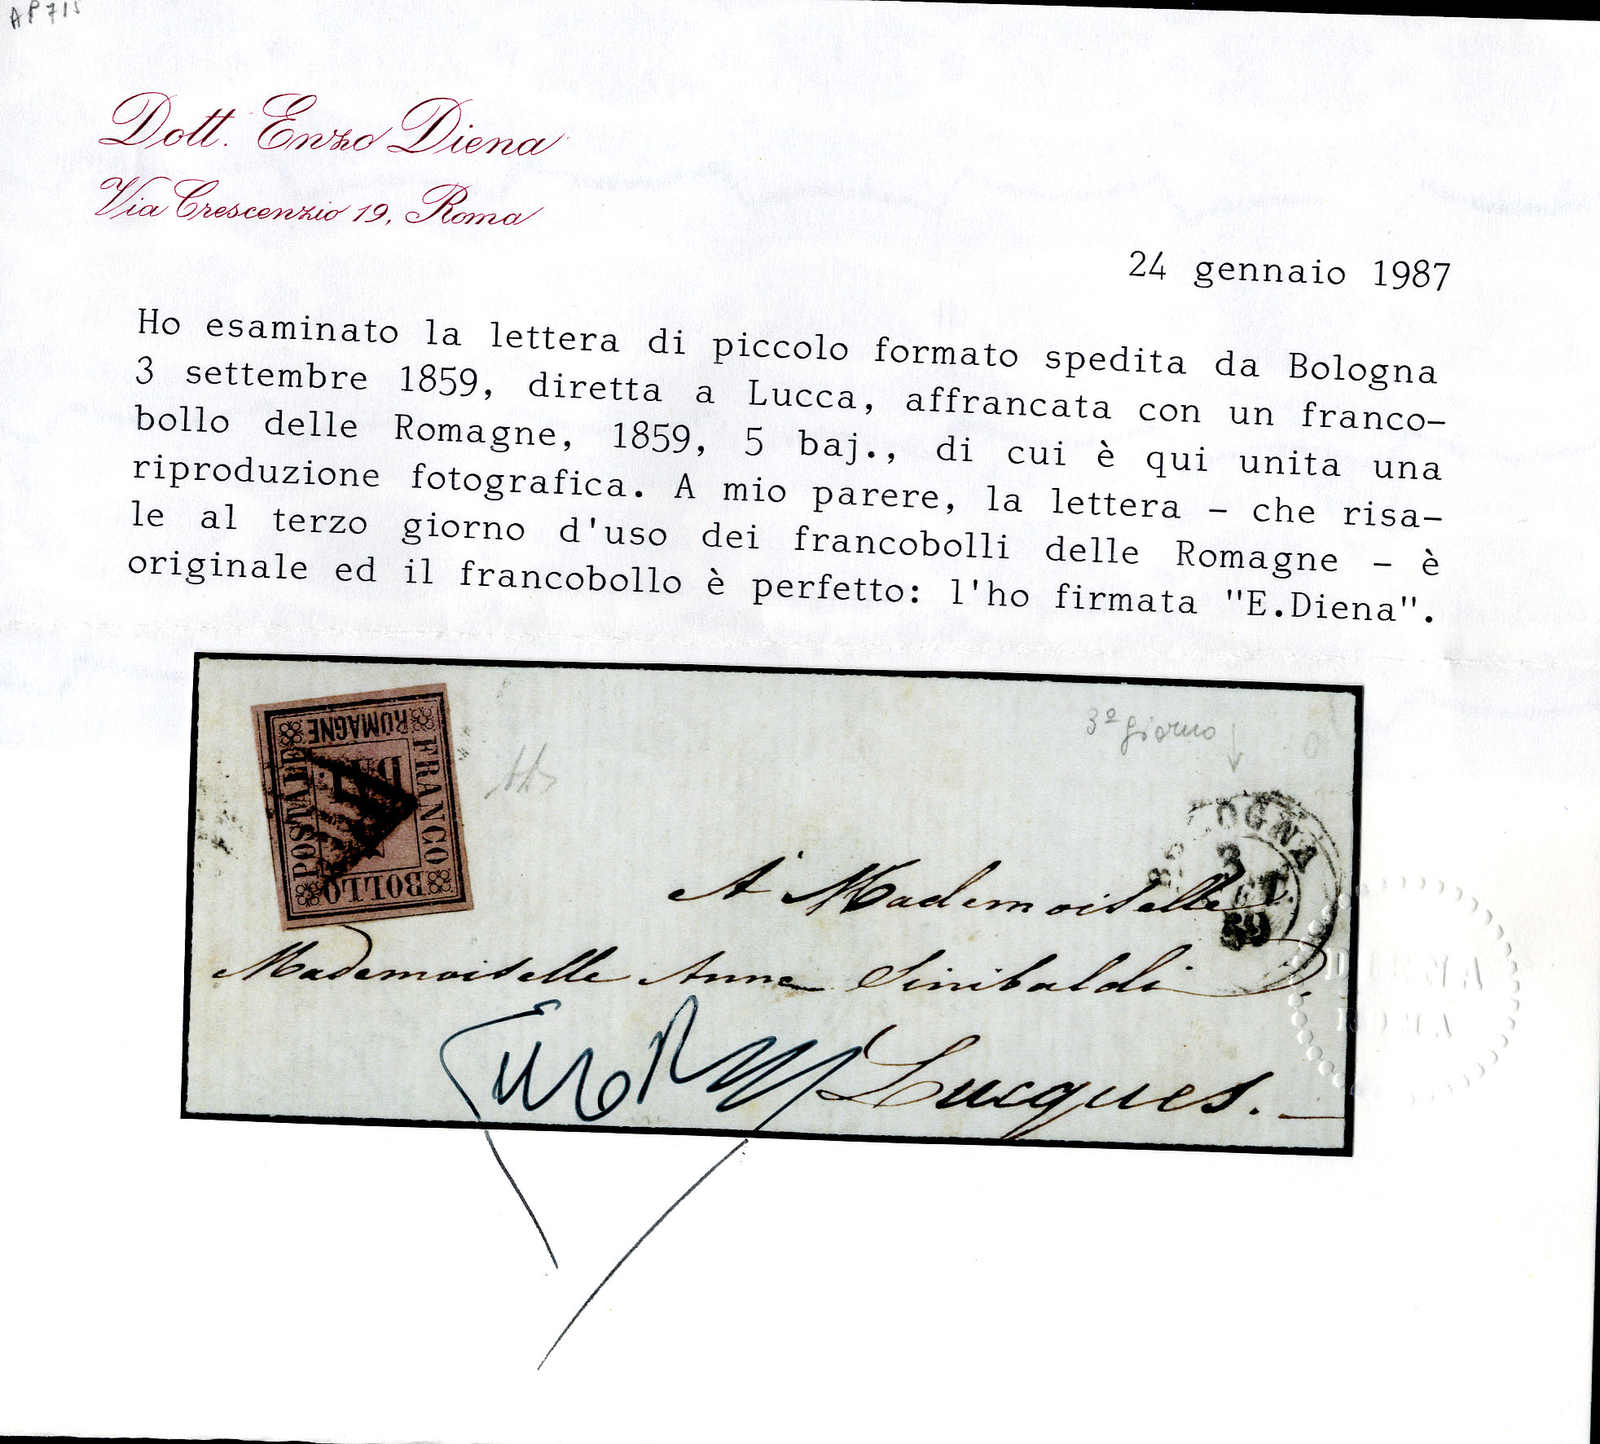 AP715
Dott. Enzo Diena
Via Crescenzio 19, Roma
24 gennaio 1987
Ho esaminato la lettera di piccolo formato spedita da Bologna
3 settembre 1859, diretta a Lucca, affrancata con un franco-
bollo delle Romagne, 1859, 5 baj., di cui è qui unita una
riproduzione fotografica. A mio parere, la lettera - che risa-
le al terzo giorno d'uso dei francobolli delle Romagne - è
originale ed il francobollo è perfetto: l'ho firmata "E.Diena".
FRANCO
BOLLO
POSTALE
ROMAGNE
3º giorno
BOLOGNA
3
SET.
59
A Mademoiselle
Mademoiselle Anna Sinibaldi
Lucques.
DIENA
ROMA